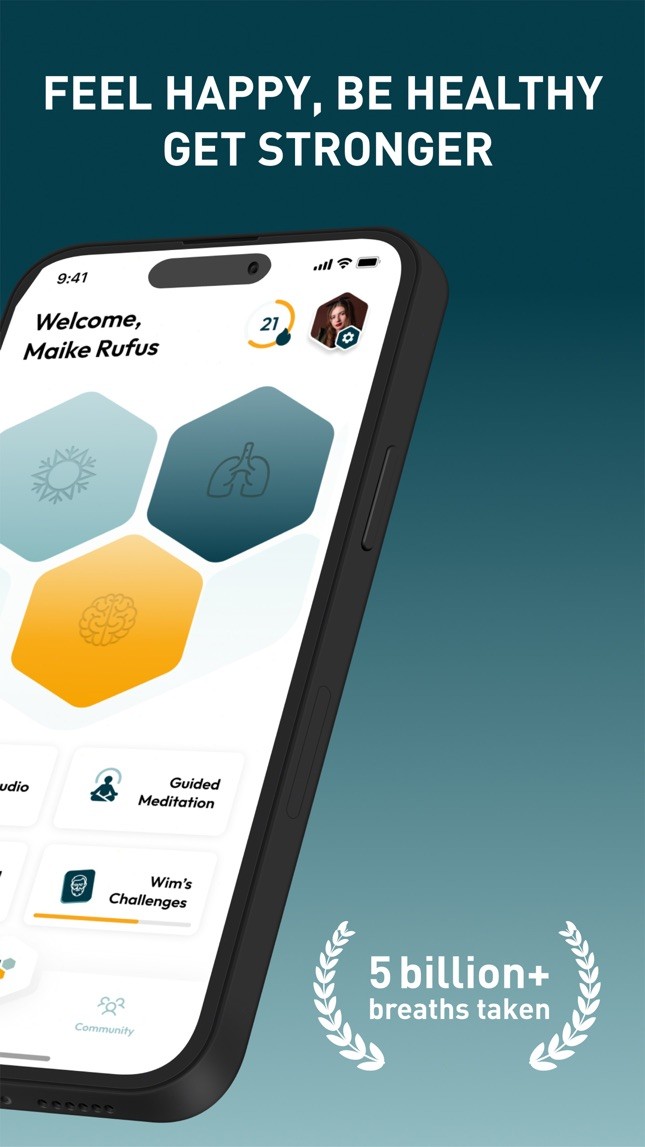 FEEL HAPPY, BE HEALTHY
GET STRONGER
9:41
Welcome,
Maike Rufus
21
Guided
Meditation
Wim's
Challenges
Community
5 billion+
breaths taken